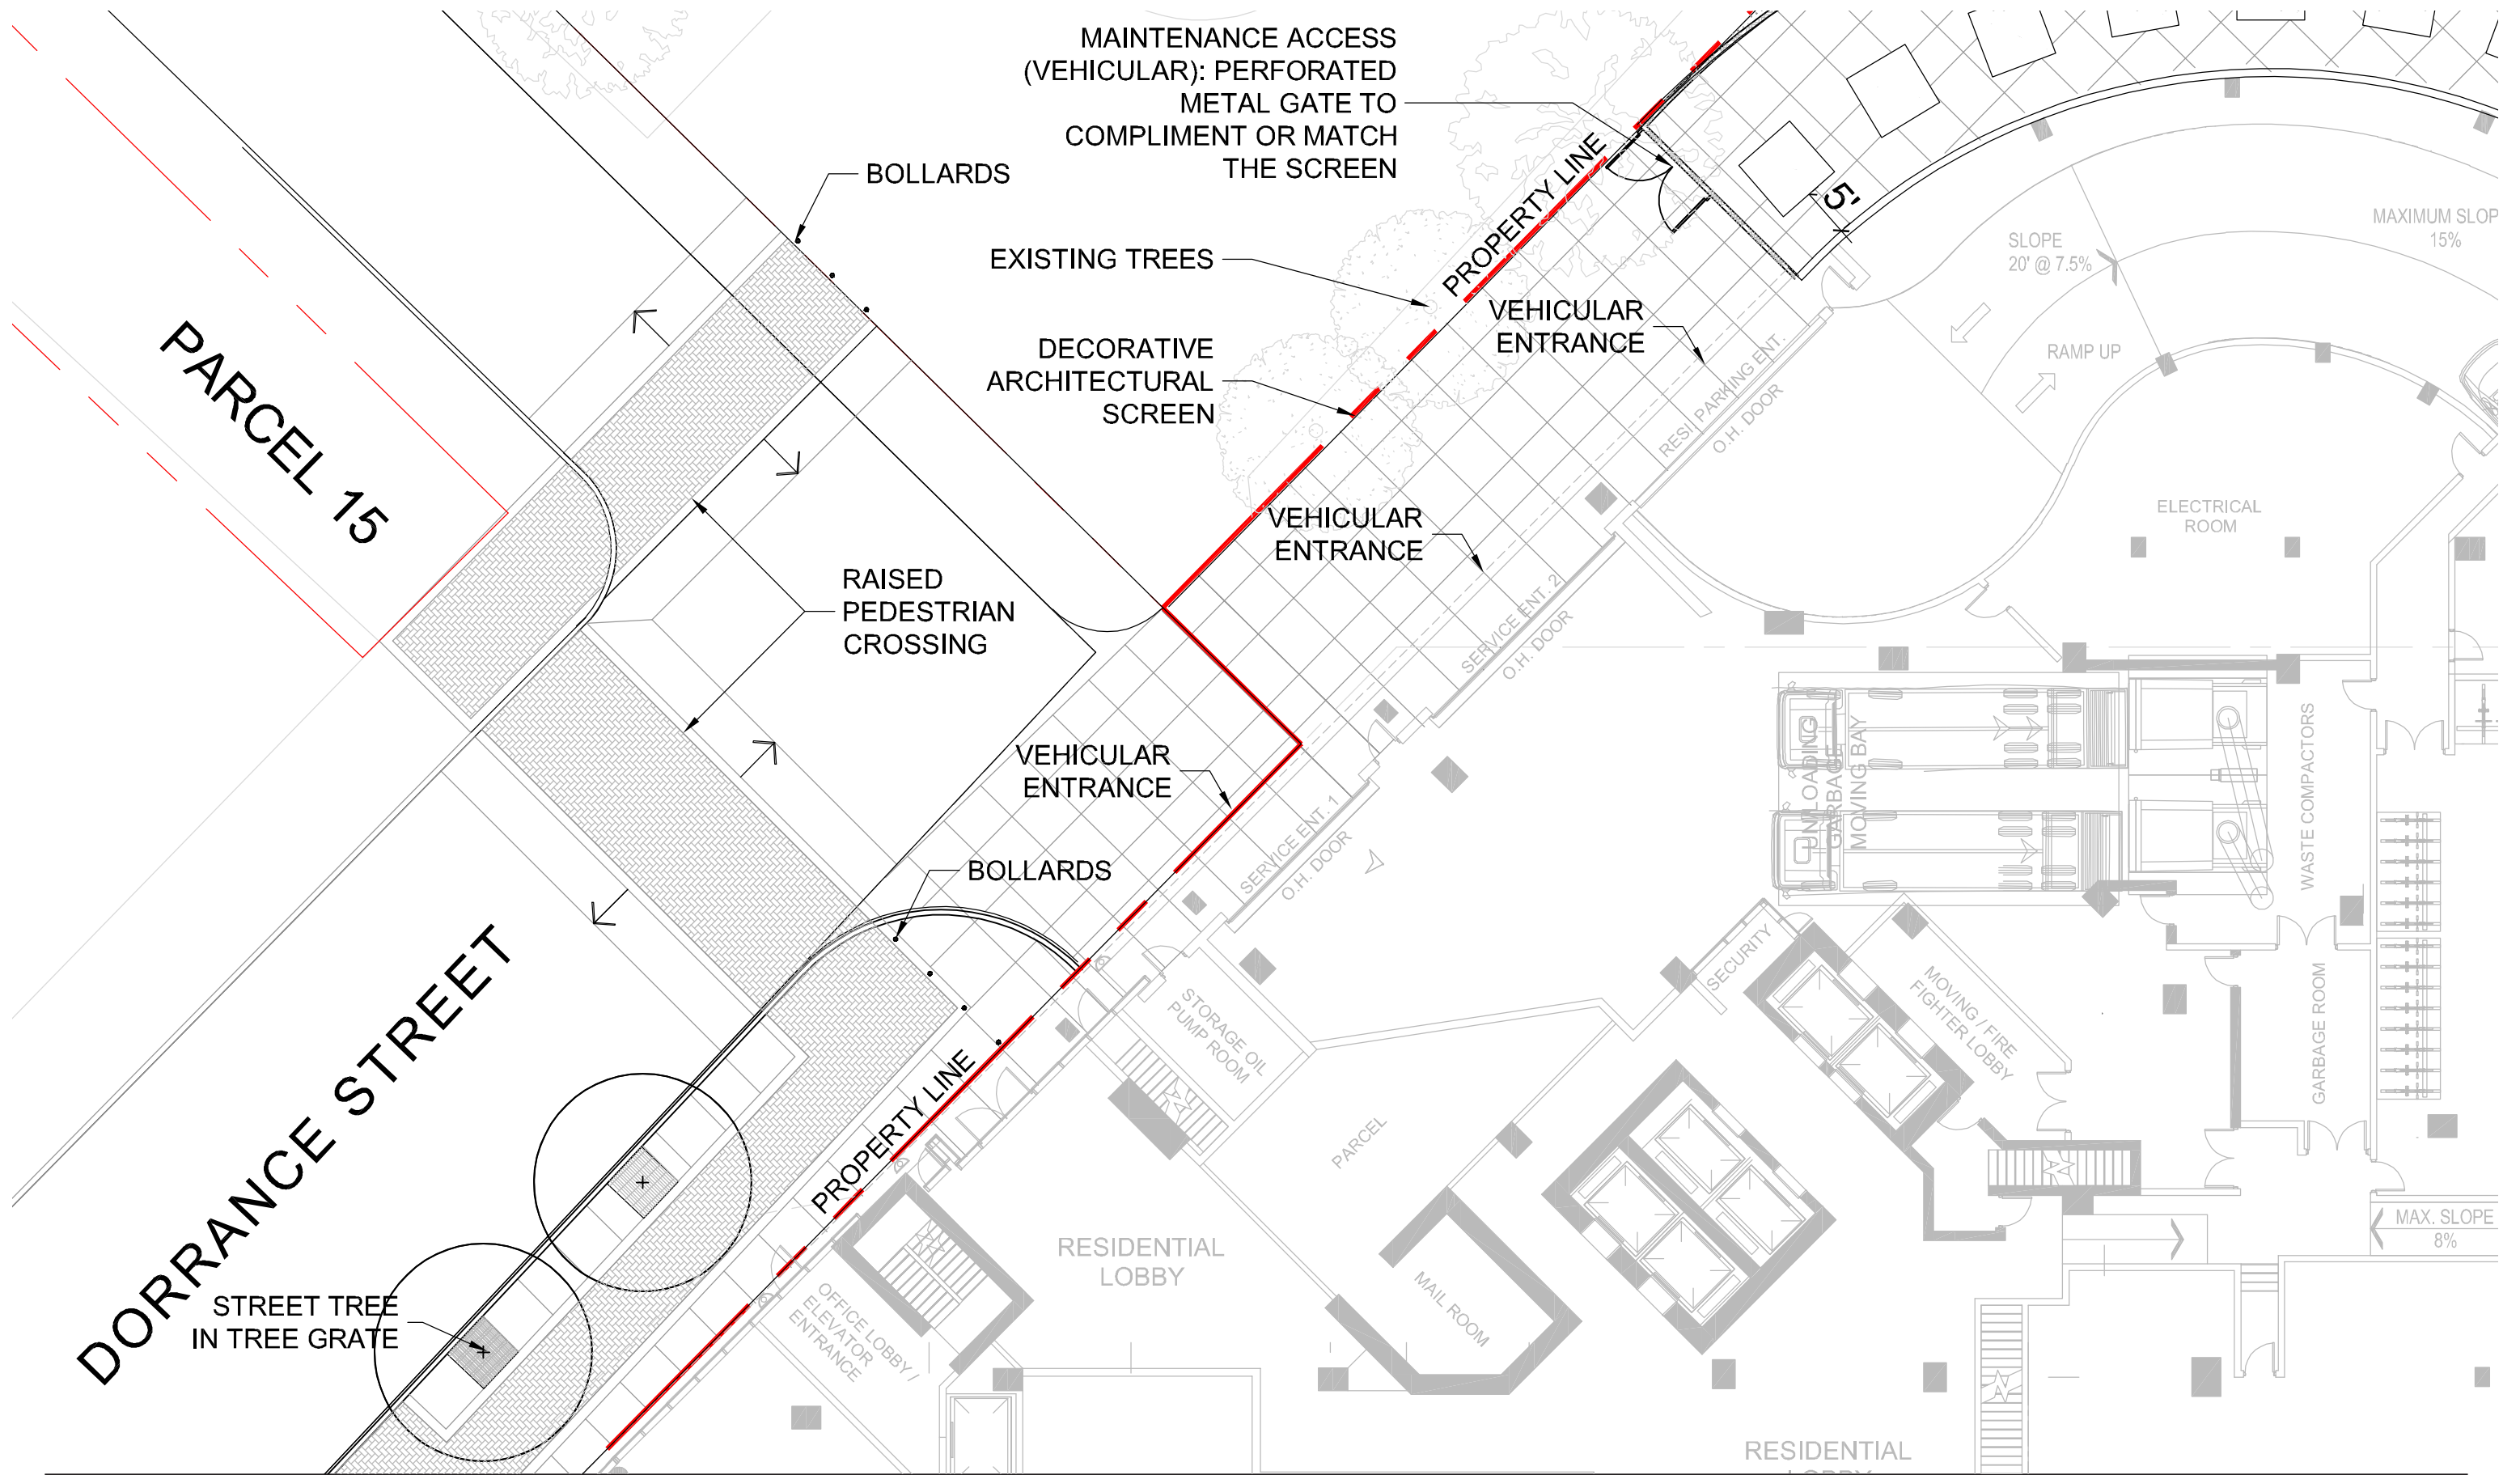 MAINTENANCE ACCESS
(VEHICULAR): PERFORATED
METAL GATE TO
COMPLIMENT OR MATCH
THE SCREEN
BOLLARDS
EXISTING TREES
PROPERTY LINE
5'
SLOPE
20' @ 7.5%
MAXIMUM SLOP
15%
RAMP UP
PARCEL 15
DECORATIVE
ARCHITECTURAL
SCREEN
VEHICULAR
ENTRANCE
RESI PARKING ENT.
O.H. DOOR
ELECTRICAL
ROOM
VEHICULAR
ENTRANCE
SERVICE ENT. 2
O.H. DOOR
RAISED
PEDESTRIAN
CROSSING
VEHICULAR
ENTRANCE
SERVICE ENT. 1
O.H. DOOR
UNLOADING
GARBAGE
MOVING BAY
WASTE COMPACTORS
BOLLARDS
SECURITY
MOVING / FIRE
FIGHTER LOBBY
GARBAGE ROOM
STORAGE OIL
PUMP ROOM
PROPERTY LINE
PARCEL
DORRANCE STREET
STREET TREE
IN TREE GRATE
OFFICE LOBBY /
ELEVATOR
ENTRANCE
RESIDENTIAL
LOBBY
MAIL ROOM
MAX. SLOPE
8%
RESIDENTIAL
LOBBY